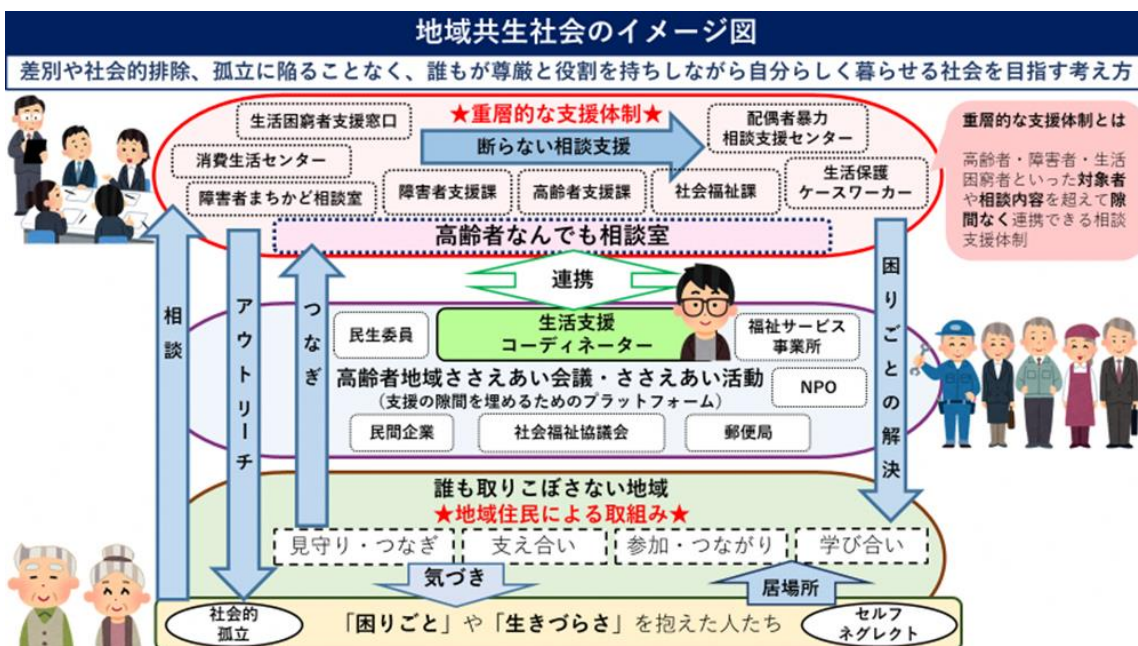 地域共生社会のイメージ図
差別や社会的排除、孤立に陥ることなく、誰もが尊厳と役割を持ちしながら自分らしく暮らせる社会を目指す考え方
★重層的な支援体制★
生活困窮者支援窓口
配偶者暴力
相談支援センター
断らない相談支援
消費生活センター
生活保護
ケースワーカー
障害者まちかど相談室
障害者支援課
高齢者支援課
社会福祉課
高齢者なんでも相談室
重層的な支援体制とは
高齢者・障害者・生活
困窮者といった対象者
や相談内容を超えて隙
間なく連携できる相談
支援体制
連携
相談
アウトリーチ
つなぎ
困りごとの解決
民生委員
生活支援
コーディネーター
福祉サービス
事業所
高齢者地域ささえあい会議・ささえあい活動
(支援の隙間を埋めるためのプラットフォーム)
NPO
民間企業
社会福祉協議会
郵便局
誰も取りこぼさない地域
★地域住民による取組み★
見守り・つなぎ
支え合い
参加・つながり
学び合い
気づき
居場所
社会的
孤立
「困りごと」や「生きづらさ」を抱えた人たち
セルフ
ネグレクト